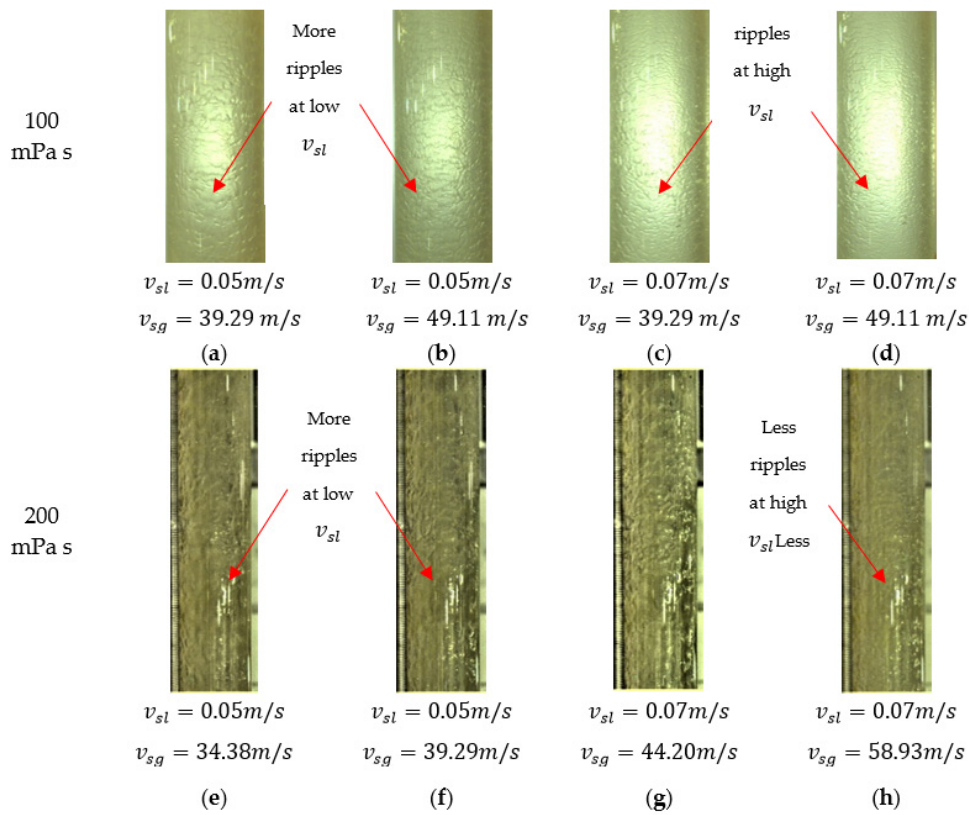 100
mPa s
More
ripples
at low
v_sl
ripples
at high
v_sl
v_sl = 0.05m/s
v_sg = 39.29 m/s
(a)
v_sl = 0.05m/s
v_sg = 49.11 m/s
(b)
v_sl = 0.07m/s
v_sg = 39.29 m/s
(c)
v_sl = 0.07m/s
v_sg = 49.11 m/s
(d)
200
mPa s
More
ripples
at low
v_sl
Less
ripples
at high
v_sl Less
v_sl = 0.05m/s
v_sg = 34.38m/s
(e)
v_sl = 0.05m/s
v_sg = 39.29m/s
(f)
v_sl = 0.07m/s
v_sg = 44.20m/s
(g)
v_sl = 0.07m/s
v_sg = 58.93m/s
(h)